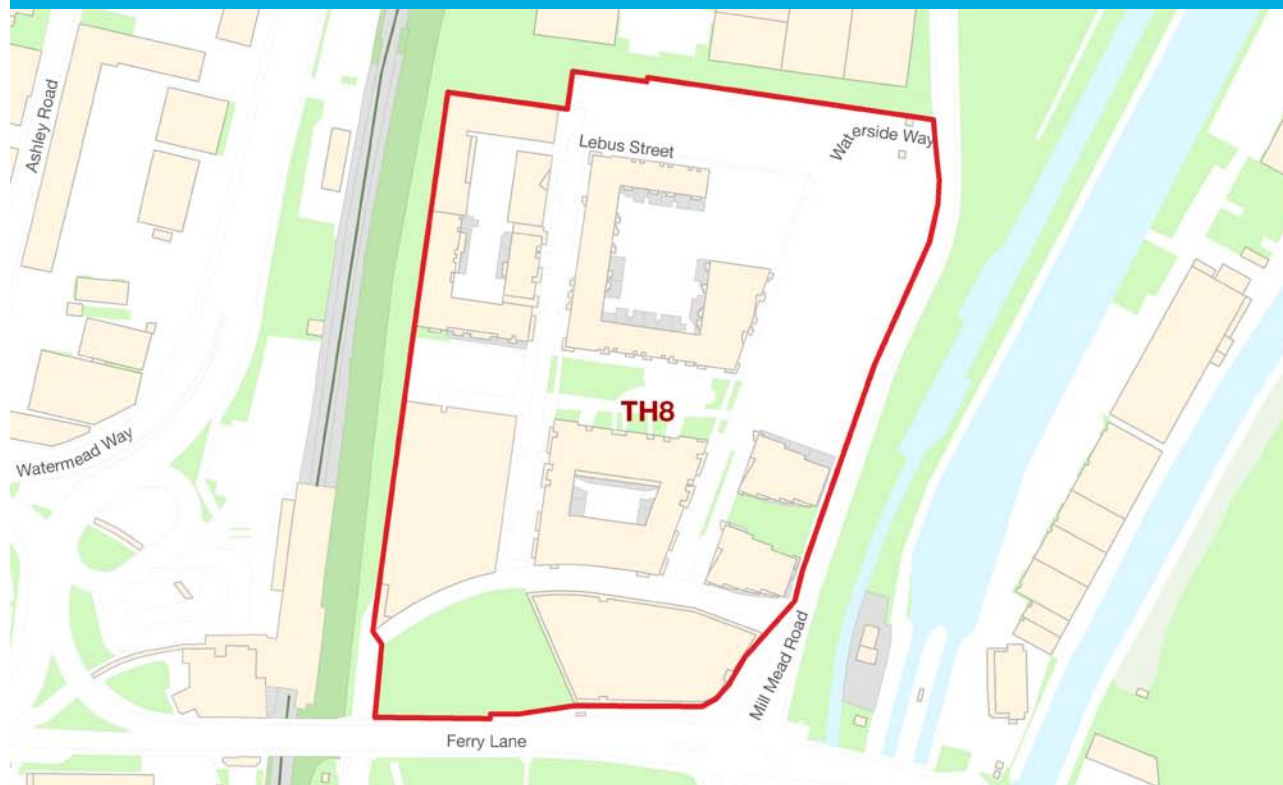 Ashley Road
Lebus Street
Waterside Way
TH8
Watermead Way
Mill Mead Road
Ferry Lane